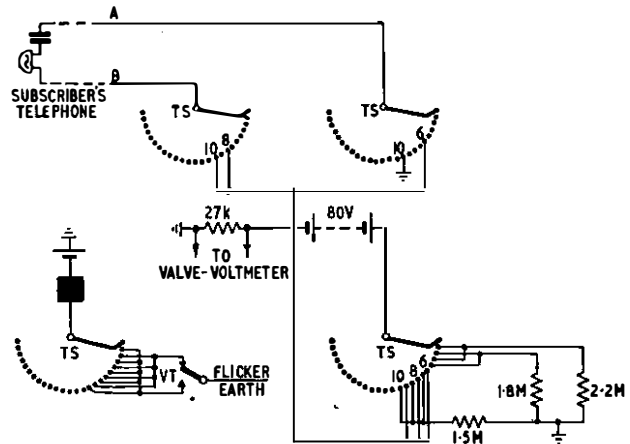 A
B
SUBSCRIBER'S
TELEPHONE
TS
10 8
TS
10 6
27k
80V
TO
VALVE-VOLTMETER
TS
VT
FLICKER
EARTH
TS
10 8 6
1·8M
2·2M
1·5M